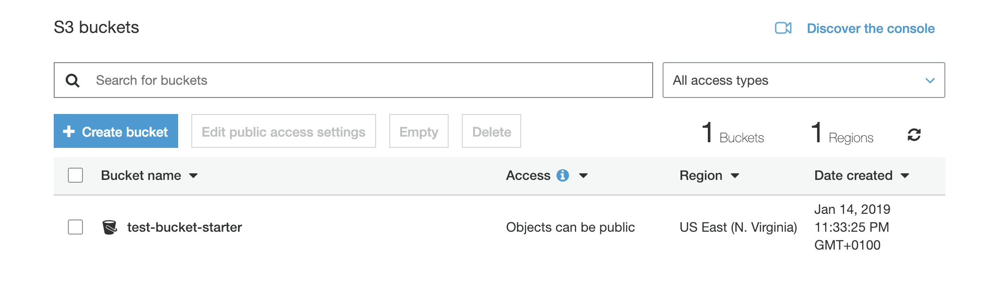 S3 buckets
Discover the console
Search for buckets
All access types
Create bucket
Edit public access settings
Empty
Delete
1 Buckets
1 Regions
Bucket name
Access
Region
Date created
test-bucket-starter
Objects can be public
US East (N. Virginia)
Jan 14, 2019
11:33:25 PM
GMT+0100